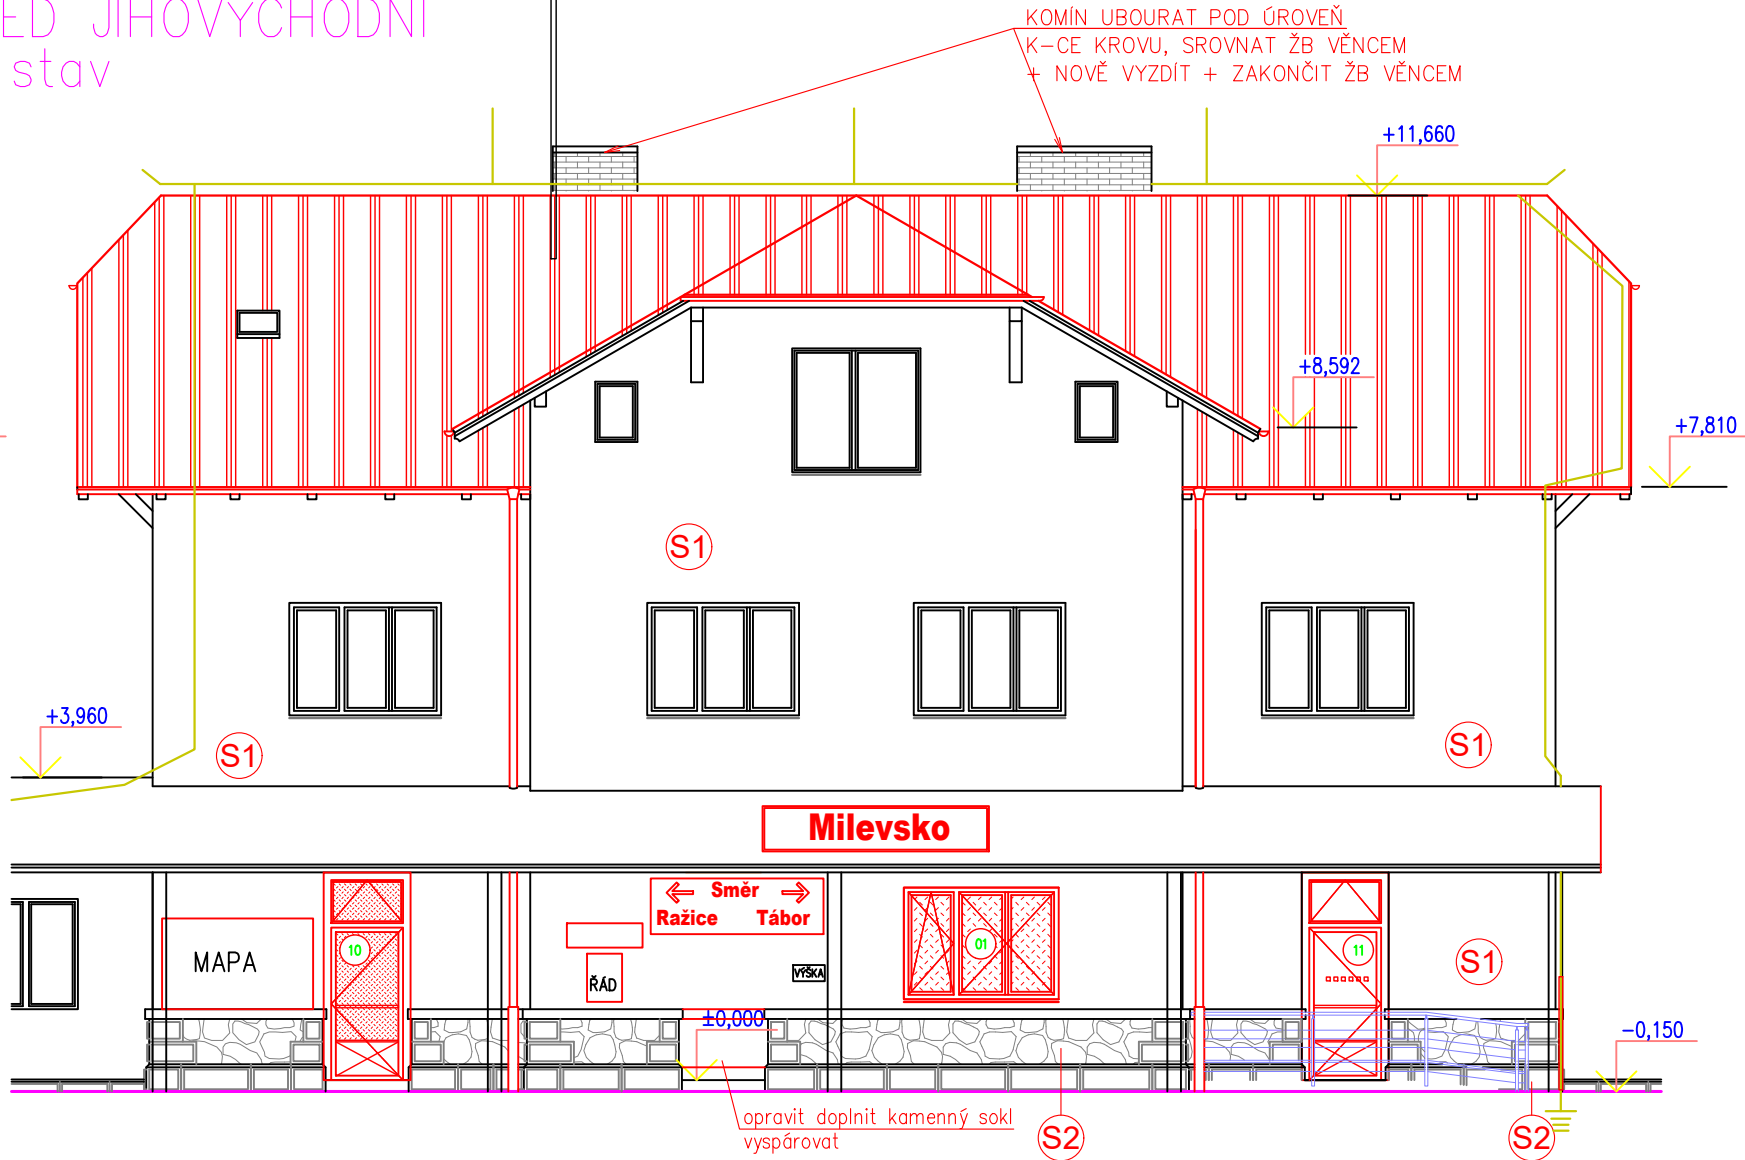 ED JIHOVÝCHODNÍ
stav
KOMÍN UBOURAT POD ÚROVEŇ
K-CE KROVU, SROVNAT ŽB VĚNCEM
+ NOVĚ VYZDÍT + ZAKONČIT ŽB VĚNCEM
+11,660
+8,592
+7,810
S1
+3,960
S1
S1
Milevsko
Směr
Ražice Tábor
MAPA
10
ŘÁD
VÝŠKA
01
11
S1
±0,000
-0,150
opravit doplnit kamenný sokl
vyspárovat
S2
S2